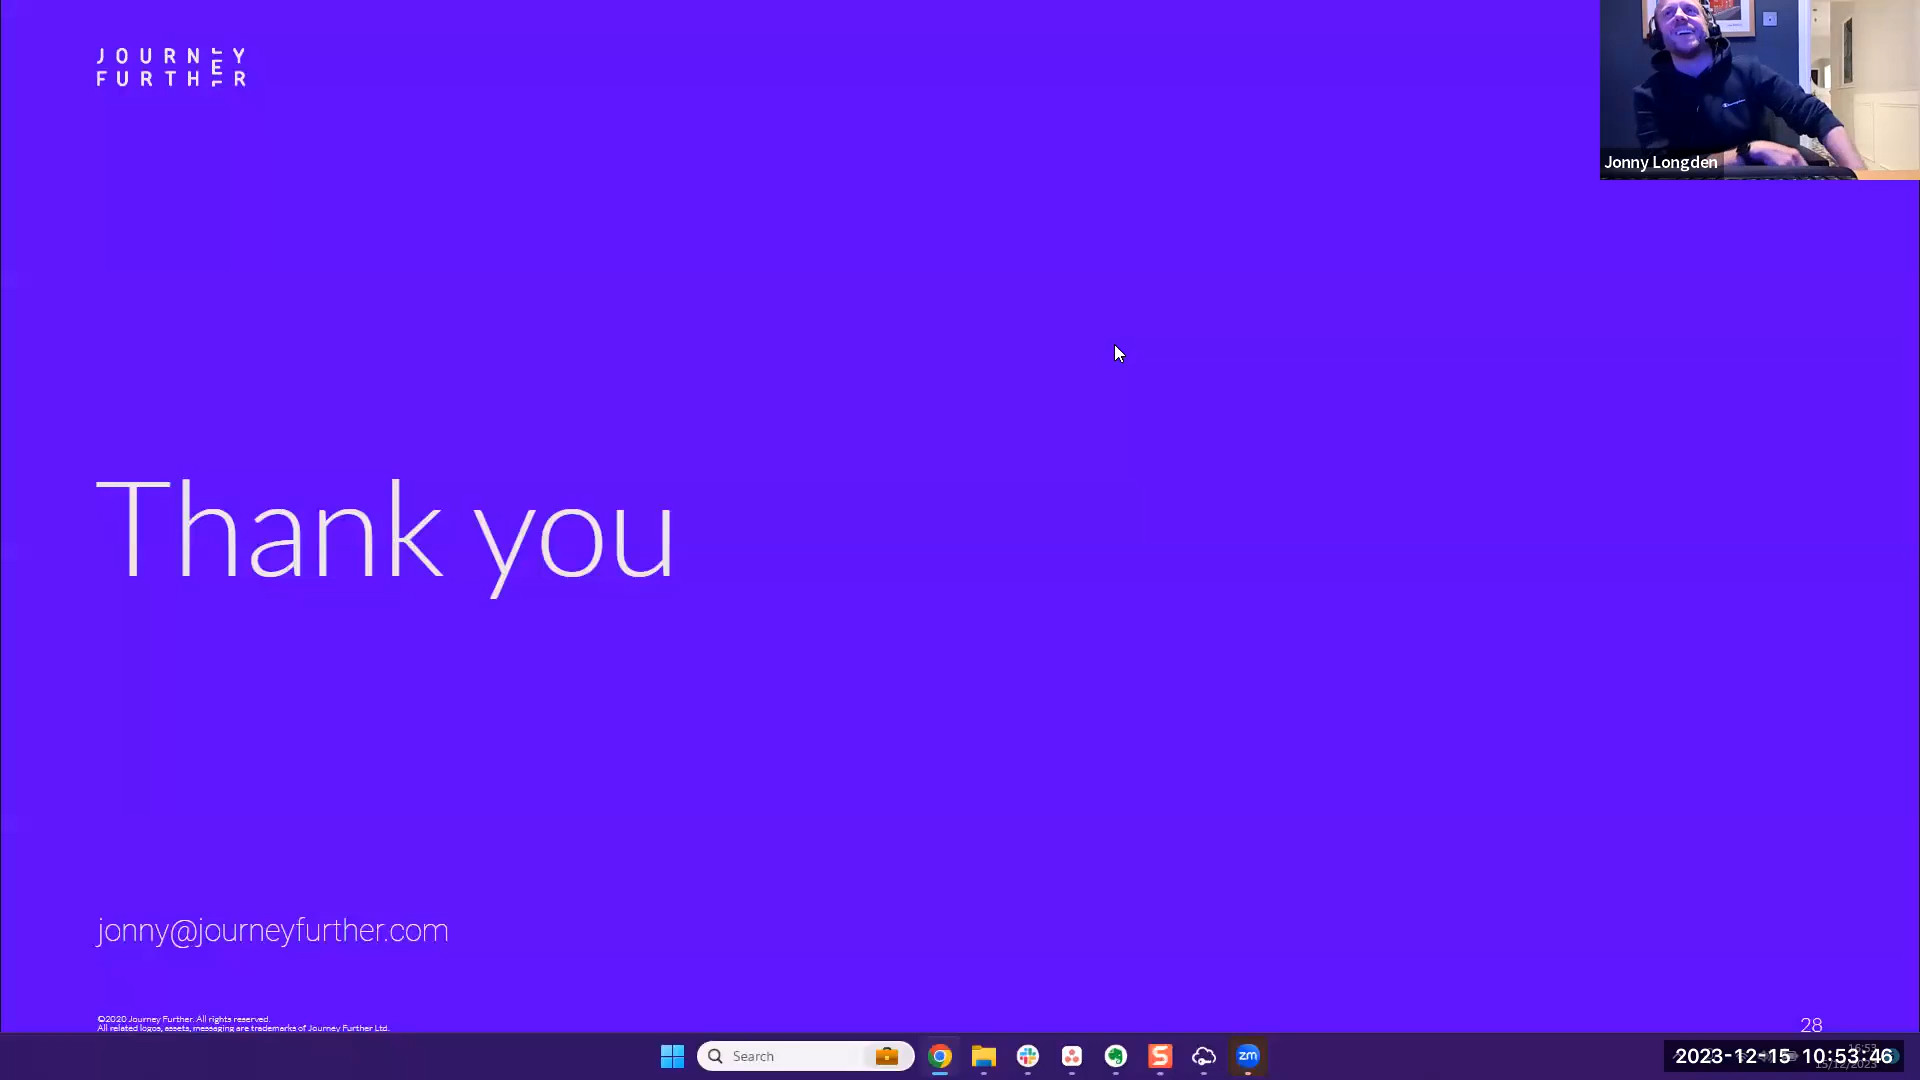 JOURNEY
FURTHER
Jonny Longden
Thank you
jonny@journeyfurther.com
©2020 Journey Further. All rights reserved.
All related logos, assets, messaging are trademarks of Journey Further Ltd.
28
Search
S
zm
2023-12-15 10:53:46